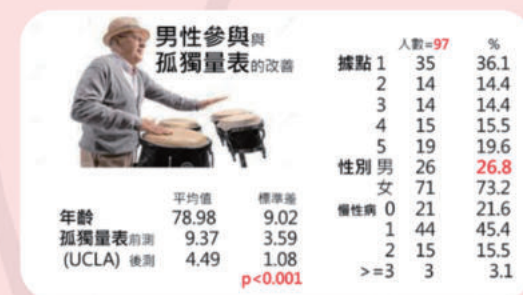 男性參與與
孤獨量表的改善
平均值 標準差
年齡 78.98 9.02
孤獨量表前測 9.37 3.59
(UCLA) 後測 4.49 1.08
p<0.001
人數=97 %
據點 1 35 36.1
2 14 14.4
3 14 14.4
4 15 15.5
5 19 19.6
性別 男 26 26.8
女 71 73.2
慢性病 0 21 21.6
1 44 45.4
2 15 15.5
>=3 3 3.1